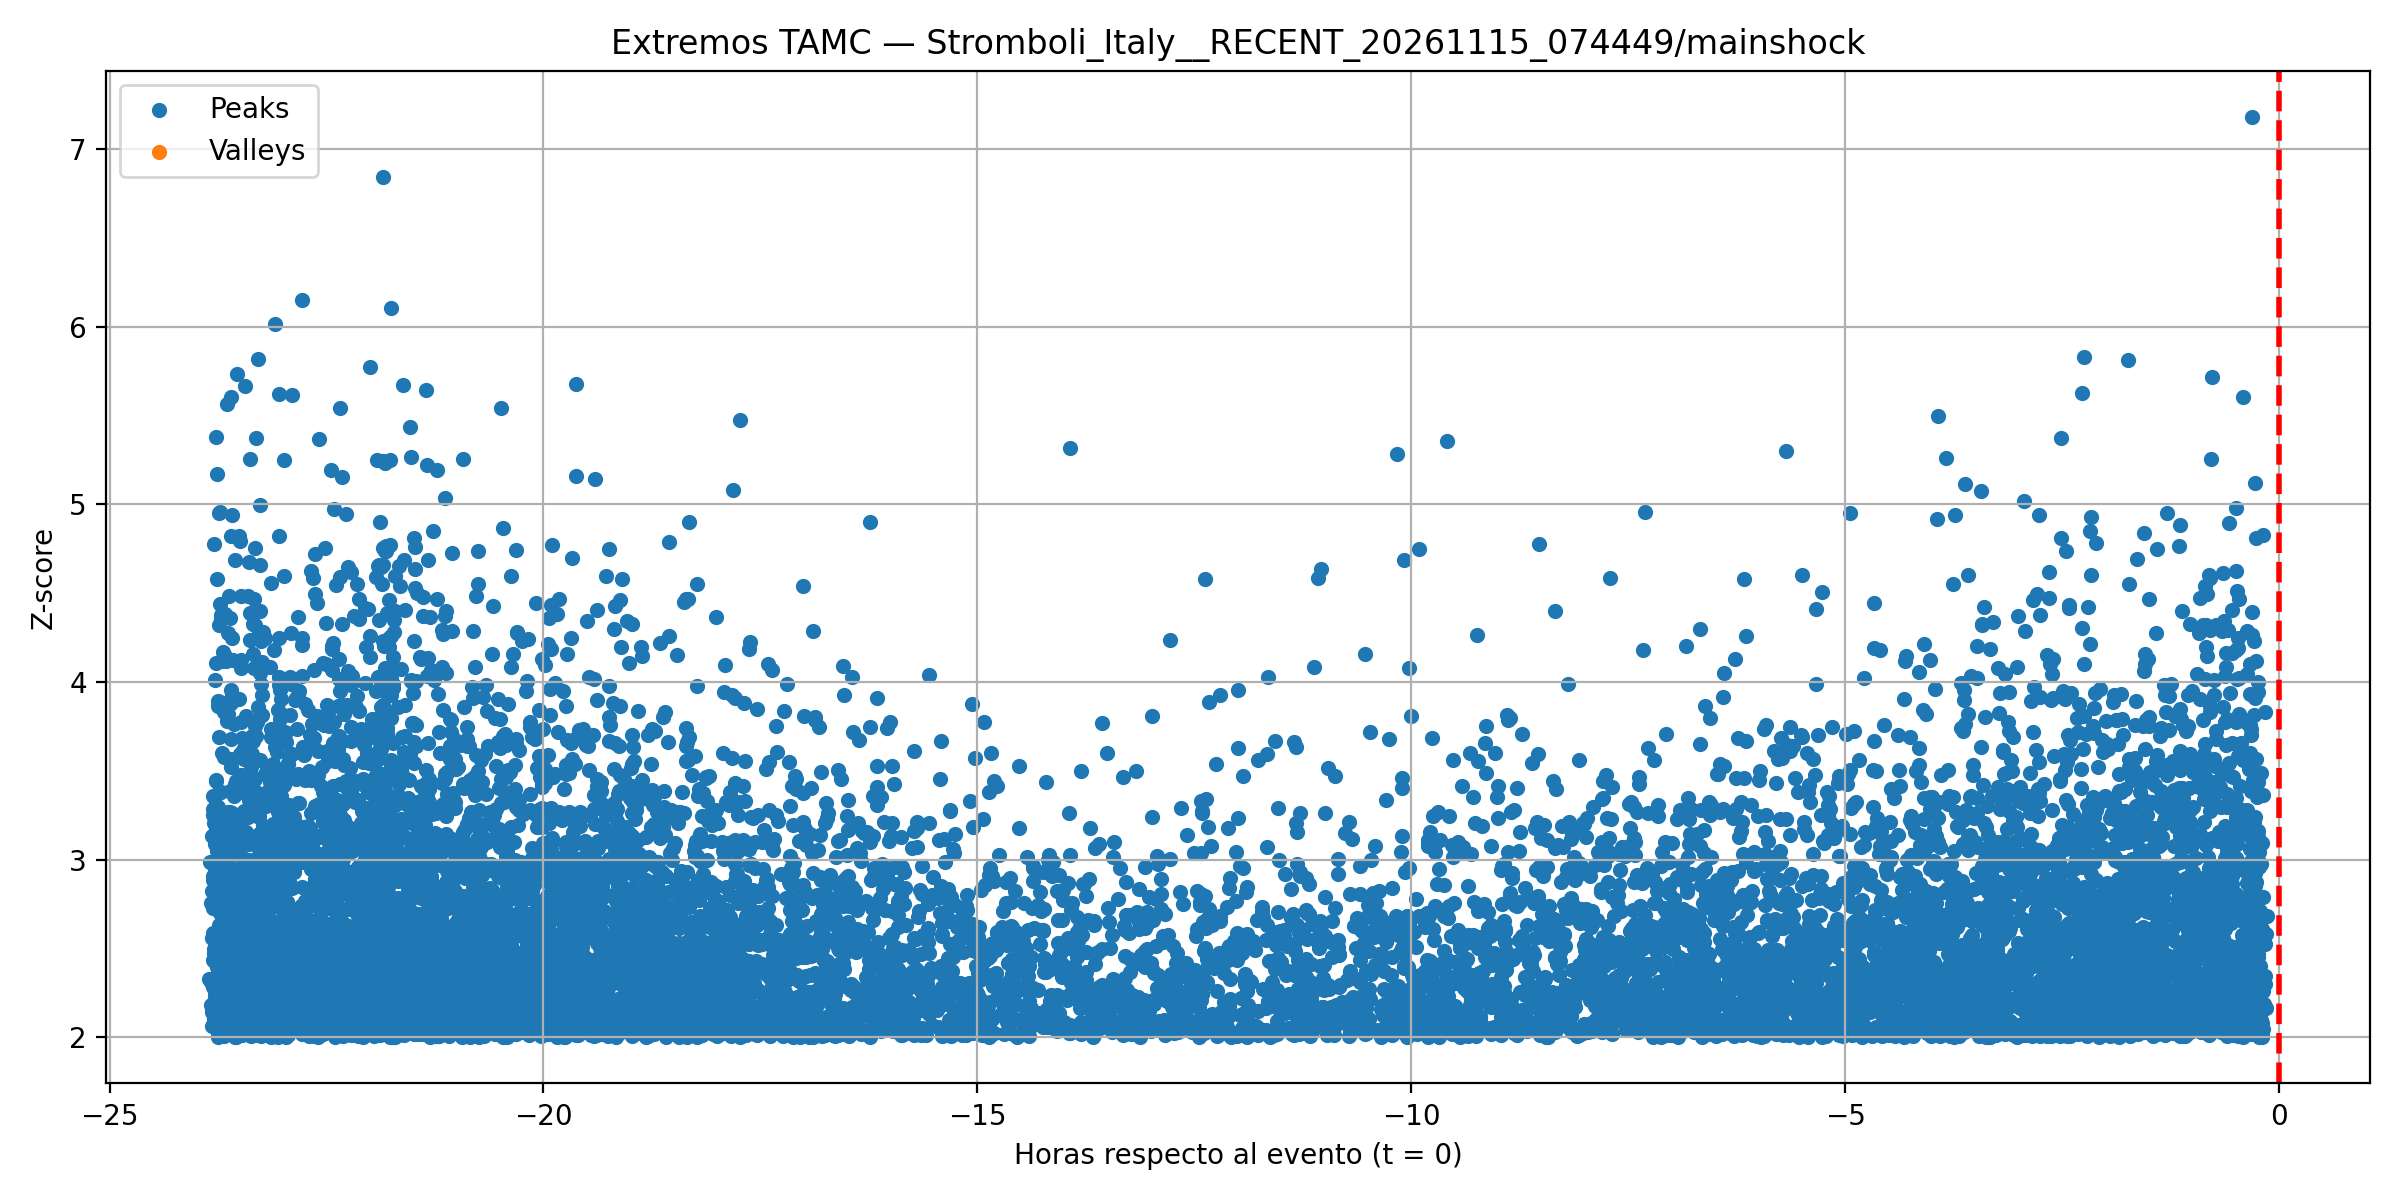 Extremos TAMC — Stromboli_Italy__RECENT_20261115_074449/mainshock
Peaks
Valleys
7
6
5
4
3
2
Z-score
−25
−20
−15
−10
−5
0
Horas respecto al evento (t = 0)